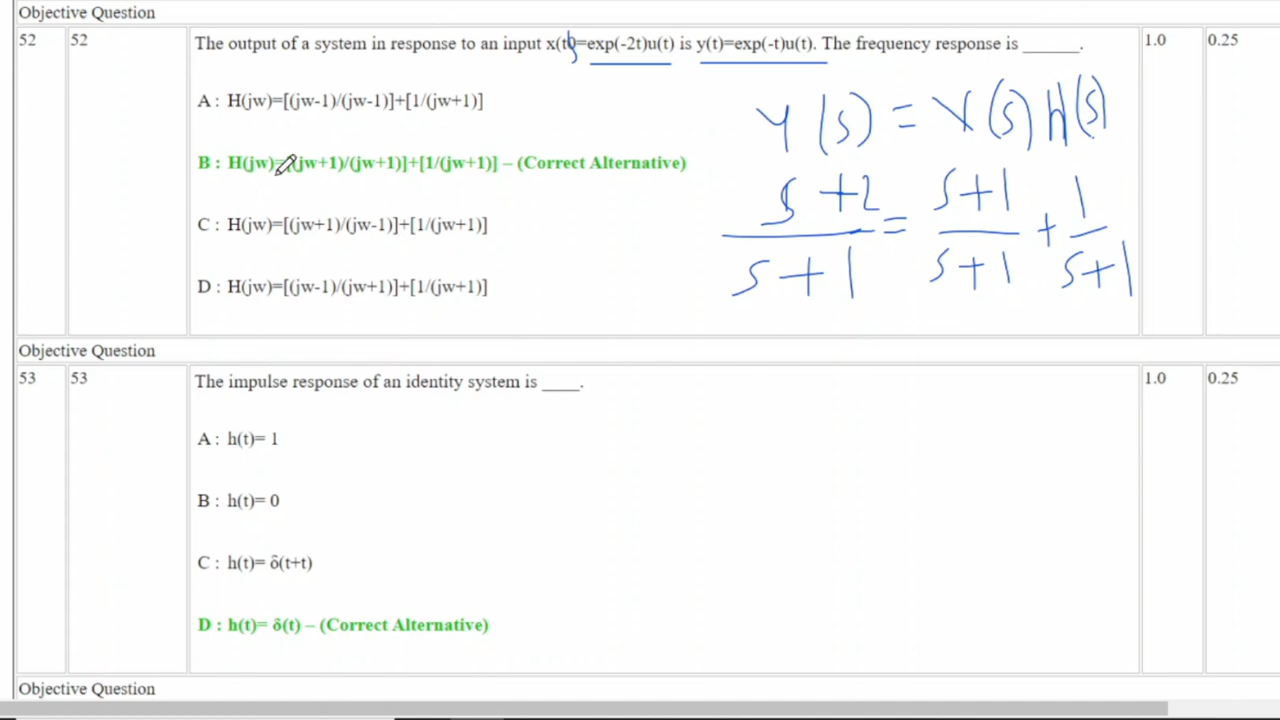 Objective Question
52 52 The output of a system in response to an input x(t)=exp(-2t)u(t) is y(t)=exp(-t)u(t). The frequency response is ______. 1.0 0.25
A : H(jw)=[(jw-1)/(jw-1)]+[1/(jw+1)]
Y(s) = X(s) H(s)
B : H(jw)=[(jw+1)/(jw+1)]+[1/(jw+1)] – (Correct Alternative)
s+2 / s+1 = s+1 / s+1 + 1 / s+1
C : H(jw)=[(jw+1)/(jw-1)]+[1/(jw+1)]
D : H(jw)=[(jw-1)/(jw+1)]+[1/(jw+1)]
Objective Question
53 53 The impulse response of an identity system is ____. 1.0 0.25
A : h(t)= 1
B : h(t)= 0
C : h(t)= δ(t+t)
D : h(t)= δ(t) – (Correct Alternative)
Objective Question